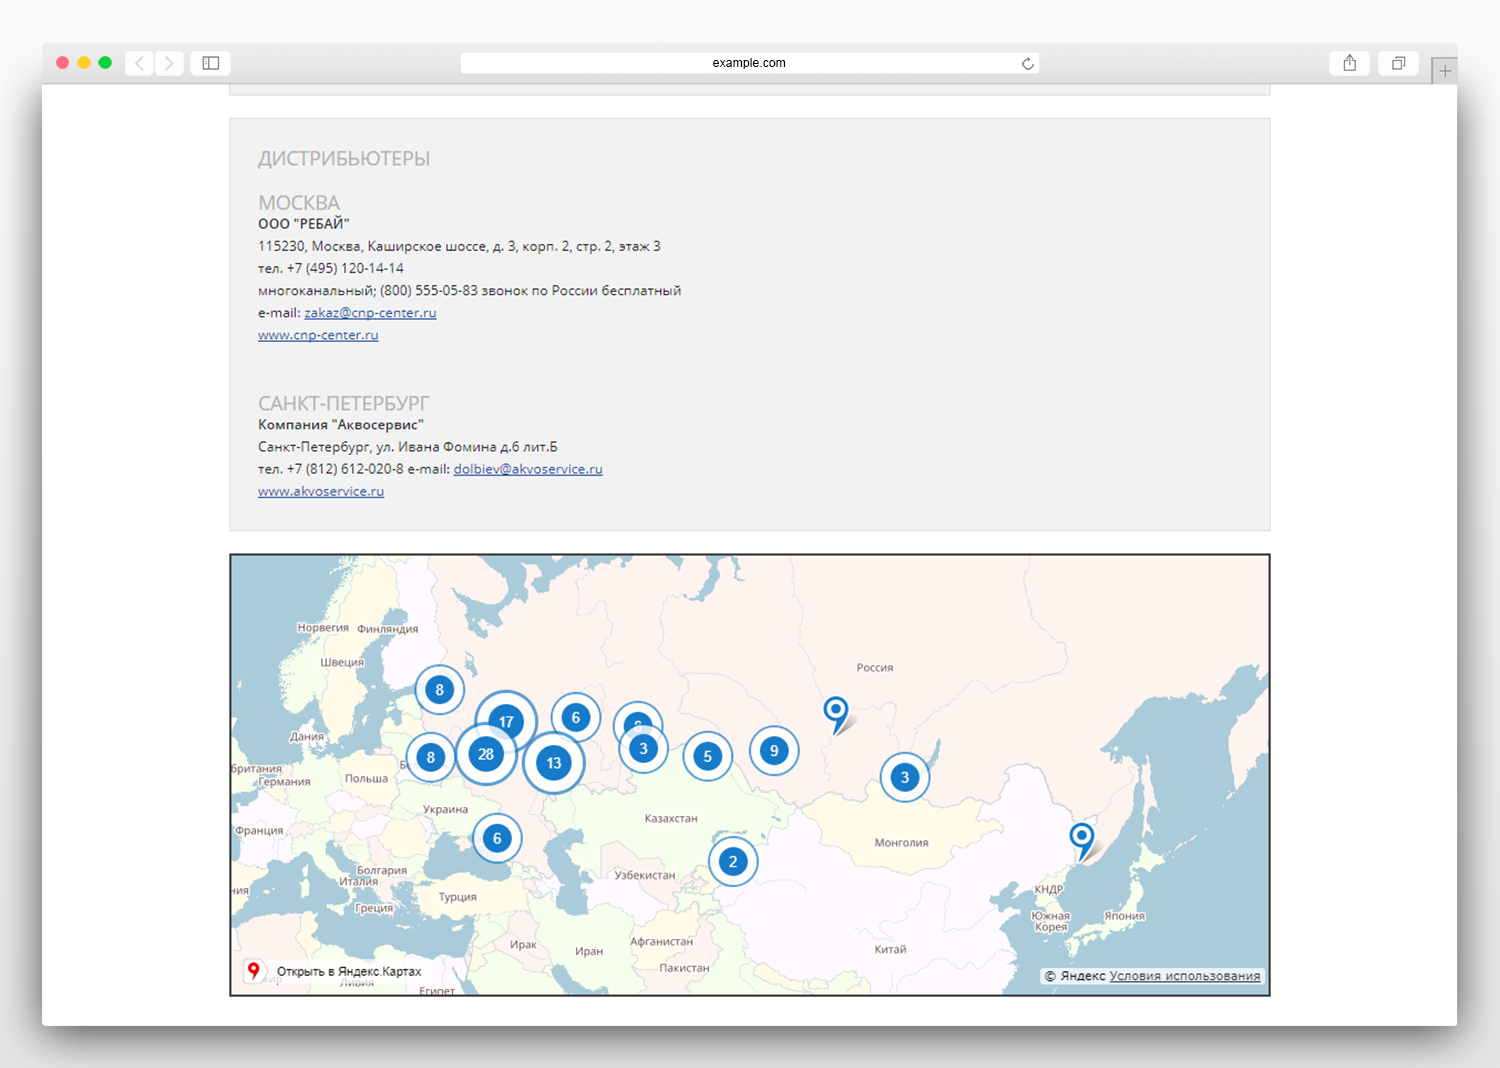 example.com
ДИСТРИБЬЮТЕРЫ
МОСКВА
ООО "РЕБАЙ"
115230, Москва, Каширское шоссе, д. 3, корп. 2, стр. 2, этаж 3
тел. +7 (495) 120-14-14
многоканальный; (800) 555-05-83 звонок по России бесплатный
e-mail: zakaz@cnp-center.ru
www.cnp-center.ru
САНКТ-ПЕТЕРБУРГ
Компания "Аквосервис"
Санкт-Петербург, ул. Ивана Фомина д.6 лит.Б
тел. +7 (812) 612-020-8 e-mail: dolbiev@akvoservice.ru
www.akvoservice.ru
Норвегия Финляндия
Швеция
Россия
8
17
6
Дания
8
28
13
3
5
9
3
британия
Германия
Польша
Украина
Казахстан
Франция
6
Монголия
2
Болгария
Италия
Узбекистан
КНДР
ния
Турция
Греция
Южная
Корея
Япония
Ирак
Иран
Афганистан
Китай
Пакистан
Открыть в Яндекс.Картах
© Яндекс Условия использования
Ливия
Египет